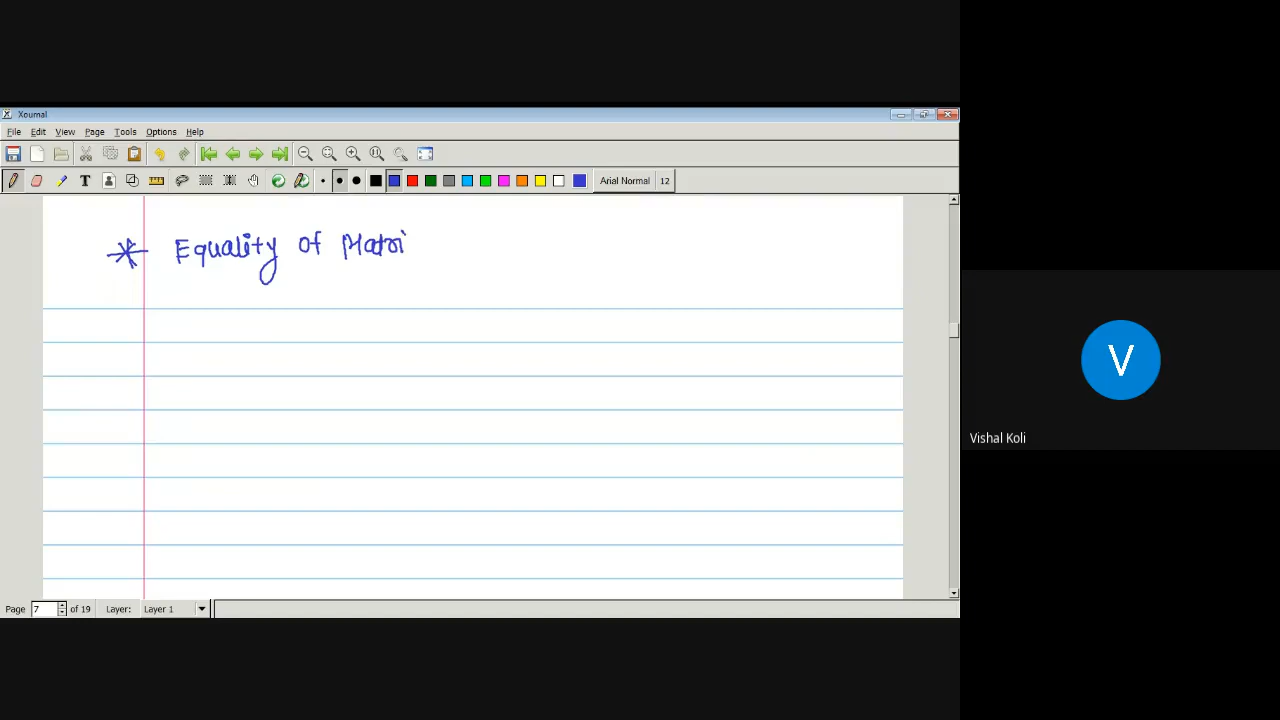 Xournal
File Edit View Page Tools Options Help
T Arial Normal 12
* Equality of Matri
V
Vishal Koli
Page 7 of 19 Layer: Layer 1